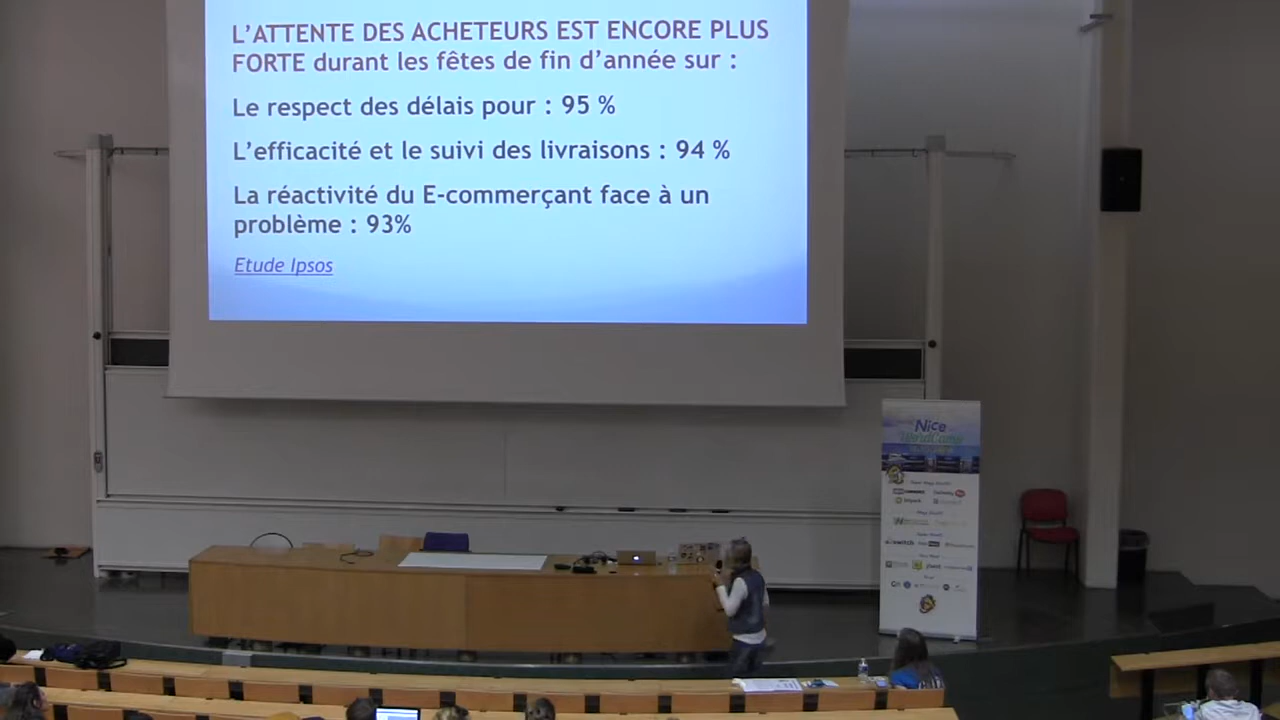 L'ATTENTE DES ACHETEURS EST ENCORE PLUS
FORTE durant les fêtes de fin d'année sur :
Le respect des délais pour : 95 %
L'efficacité et le suivi des livraisons : 94 %
La réactivité du E-commerçant face à un
problème : 93%
Etude Ipsos
Nice
WordCamp